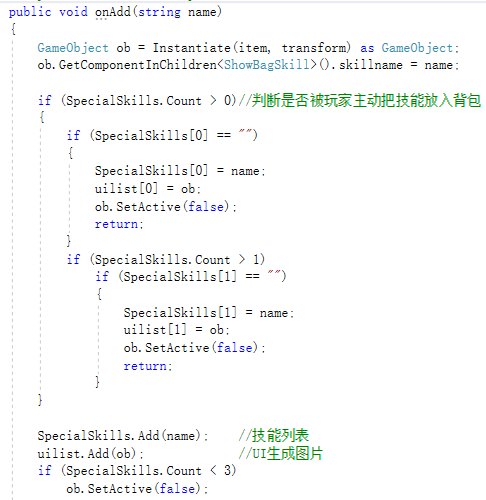 public void onAdd(string name)
{
GameObject ob = Instantiate(item, transform) as GameObject;
ob.GetComponentInChildren<ShowBagSkill>().skillname = name;
if (SpecialSkills.Count > 0)//判断是否被玩家主动把技能放入背包
{
if (SpecialSkills[0] == "")
{
SpecialSkills[0] = name;
uilist[0] = ob;
ob.SetActive(false);
return;
}
if (SpecialSkills.Count > 1)
if (SpecialSkills[1] == "")
{
SpecialSkills[1] = name;
uilist[1] = ob;
ob.SetActive(false);
return;
}
}
SpecialSkills.Add(name); //技能列表
uilist.Add(ob); //UI生成图片
if (SpecialSkills.Count < 3)
ob.SetActive(false);